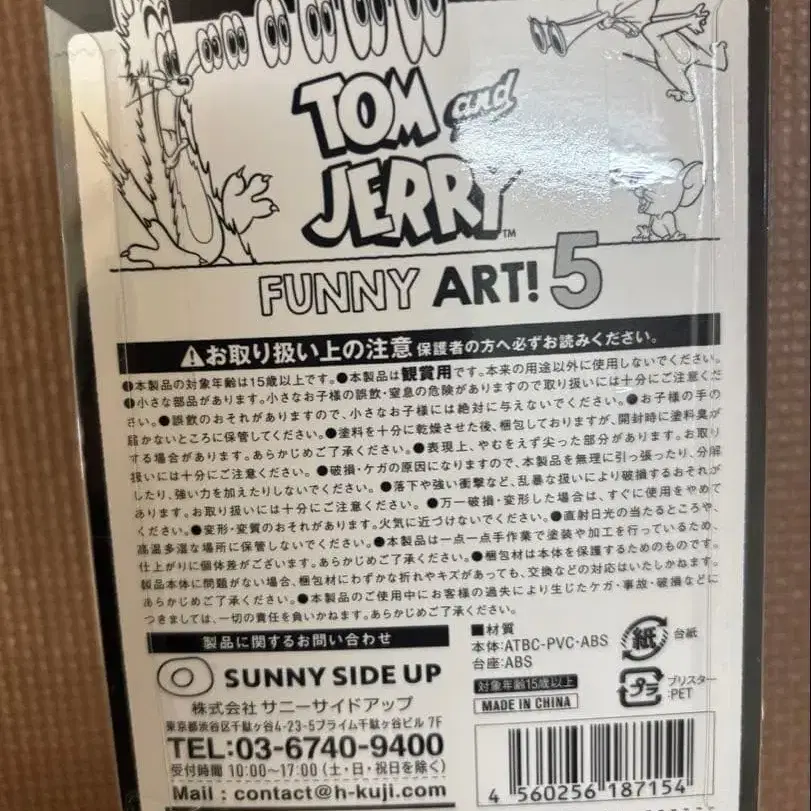 TOM and
JERRY™
FUNNY ART! 5
⚠お取り扱い上の注意 保護者の方へ必ずお読みください。
●本製品の対象年齢は15歳以上です。●本製品は観賞用です。本来の用途以外に使用しないでください。
●小さな部品があります。小さなお子様の誤飲・窒息の危険がありますので取り扱いには十分にご注意くださ
い。●誤飲のおそれがありますので、小さなお子様には絶対に与えないでください。●お子様の手の
届かないところに保管してください。●塗料を十分に乾燥させた後、梱包しておりますが、開封時に塗料臭が
する場合があります。あらかじめご了承ください。●表現上、やむをえず尖った部分があります。お取り
扱いには十分にご注意ください。●破損・ケガの原因になりますので、本製品を無理に引っ張ったり、分解
したり、強い力を加えたりしないでください。●落下や強い衝撃など、乱暴な扱いにより破損するおそれが
あります。お取り扱いには十分にご注意ください。●万一破損・変形した場合は、すぐに使用をやめて
ください。●変形・変質のおそれがあります。火気に近づけないでください。●直射日光の当たるところや、
高温多湿な場所に保管しないでください。●本製品は一点一点手作業で塗装や加工を行っているため、
仕上がりに個体差がございます。あらかじめご了承ください。●梱包材は本体を保護するためのものです。
製品本体に問題がない場合、梱包材にわずかな折れやキズがあっても、交換などの対応はいたしかねます。
あらかじめご了承ください。●本製品のご使用中にお客様の過失により生じたケガ・事故・破損などに
つきましては、一切の責任を負いかねます。あらかじめご了承ください。
製品に関するお問い合わせ
SUNNY SIDE UP
株式会社 サニーサイドアップ
東京都渋谷区千駄ヶ谷4-23-5プライム千駄ヶ谷ビル 7F
TEL:03-6740-9400
受付時間 10:00〜17:00（土・日・祝日を除く）
Mail : contact@h-kuji.com
■材質
本体:ATBC-PVC・ABS
台座:ABS
対象年齢15歳以上
MADE IN CHINA
紙 台紙
プラ ブリスター
:PET
4 560256 187154